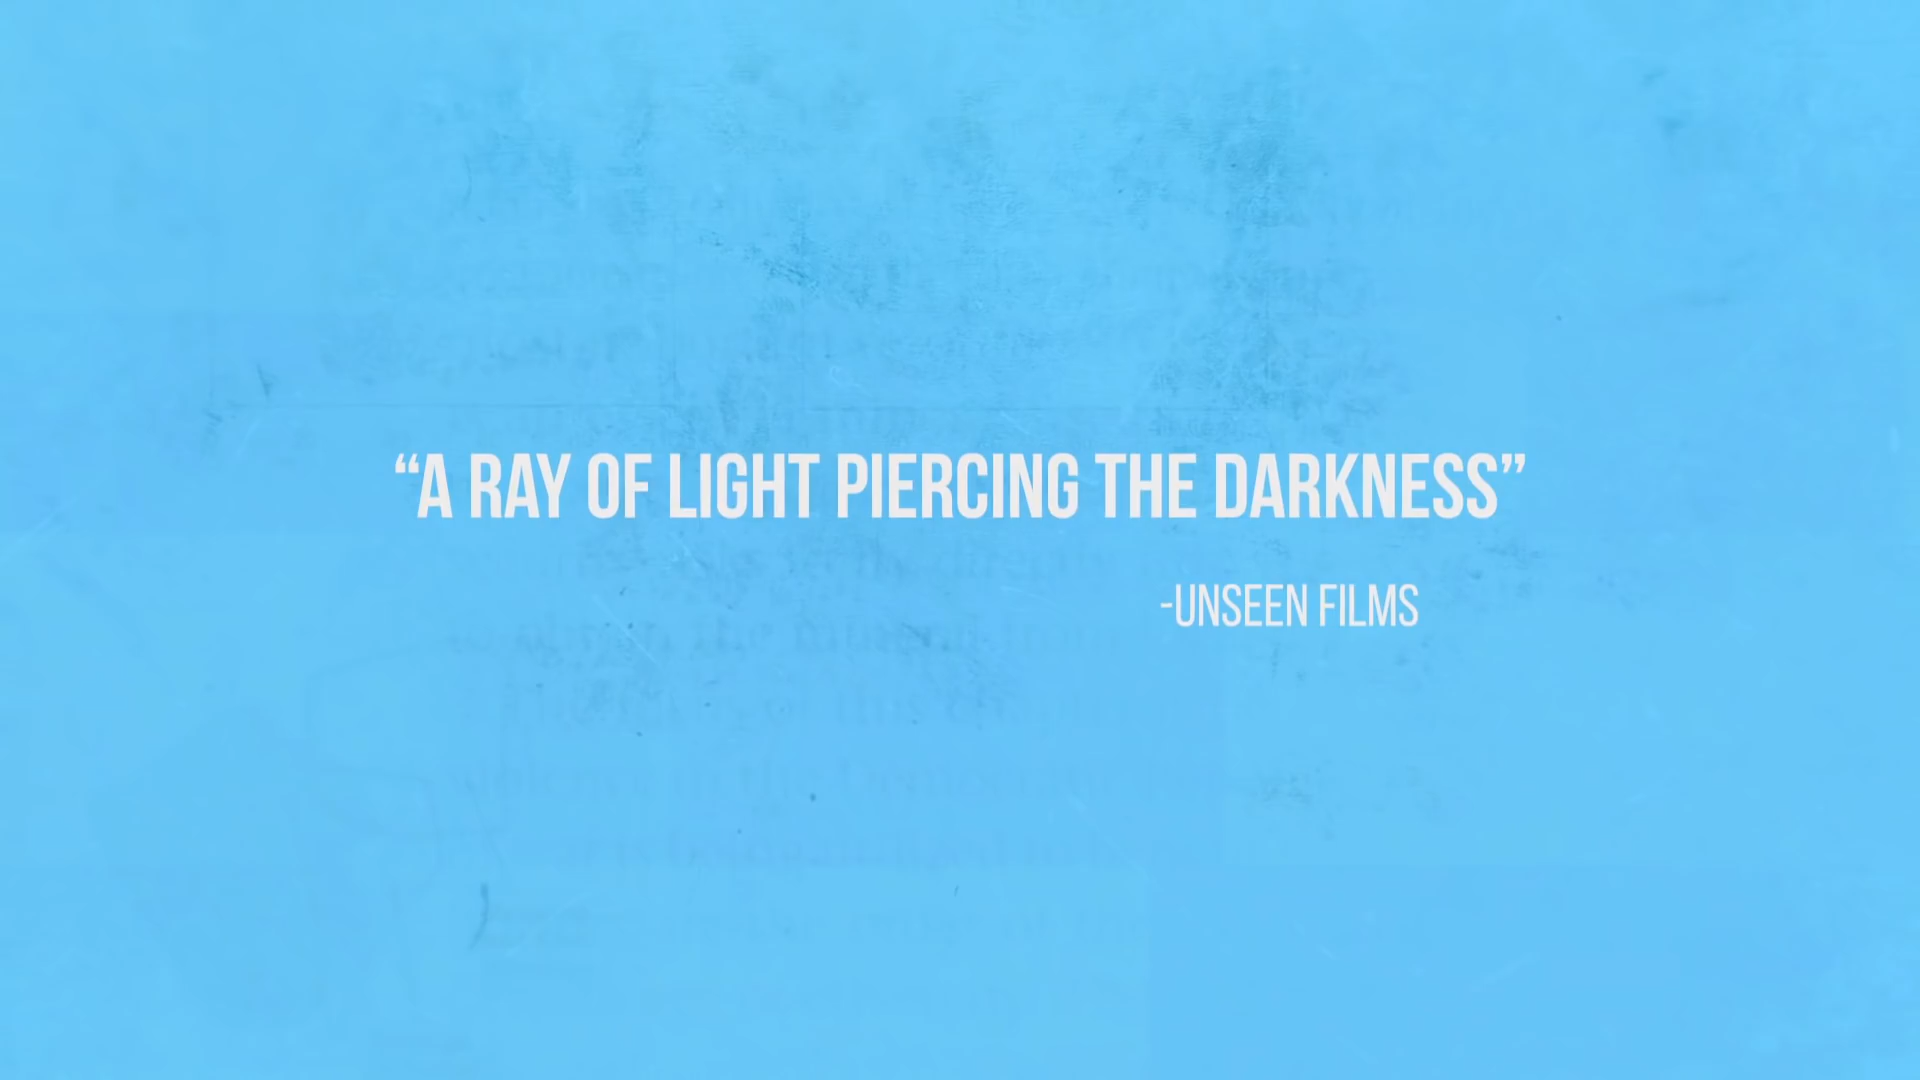 “A RAY OF LIGHT PIERCING THE DARKNESS”
-UNSEEN FILMS